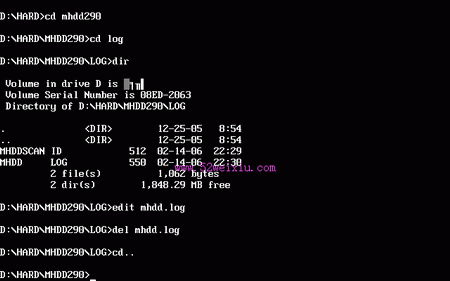 D:\HARD>cd mhdd290
D:\HARD\MHDD290>cd log
D:\HARD\MHDD290\LOG>dir
Volume in drive D is
Volume Serial Number is 08ED-2063
Directory of D:\HARD\MHDD290\LOG
. <DIR> 12-25-05 8:54
.. <DIR> 12-25-05 8:54
MHDDSCAN ID 512 02-14-06 22:29
MHDD LOG 550 02-14-06 22:30
2 file(s) 1,062 bytes
2 dir(s) 1,848.29 MB free
www.52weixiu.com
D:\HARD\MHDD290\LOG>edit mhdd.log
D:\HARD\MHDD290\LOG>del mhdd.log
D:\HARD\MHDD290\LOG>cd..
D:\HARD\MHDD290>